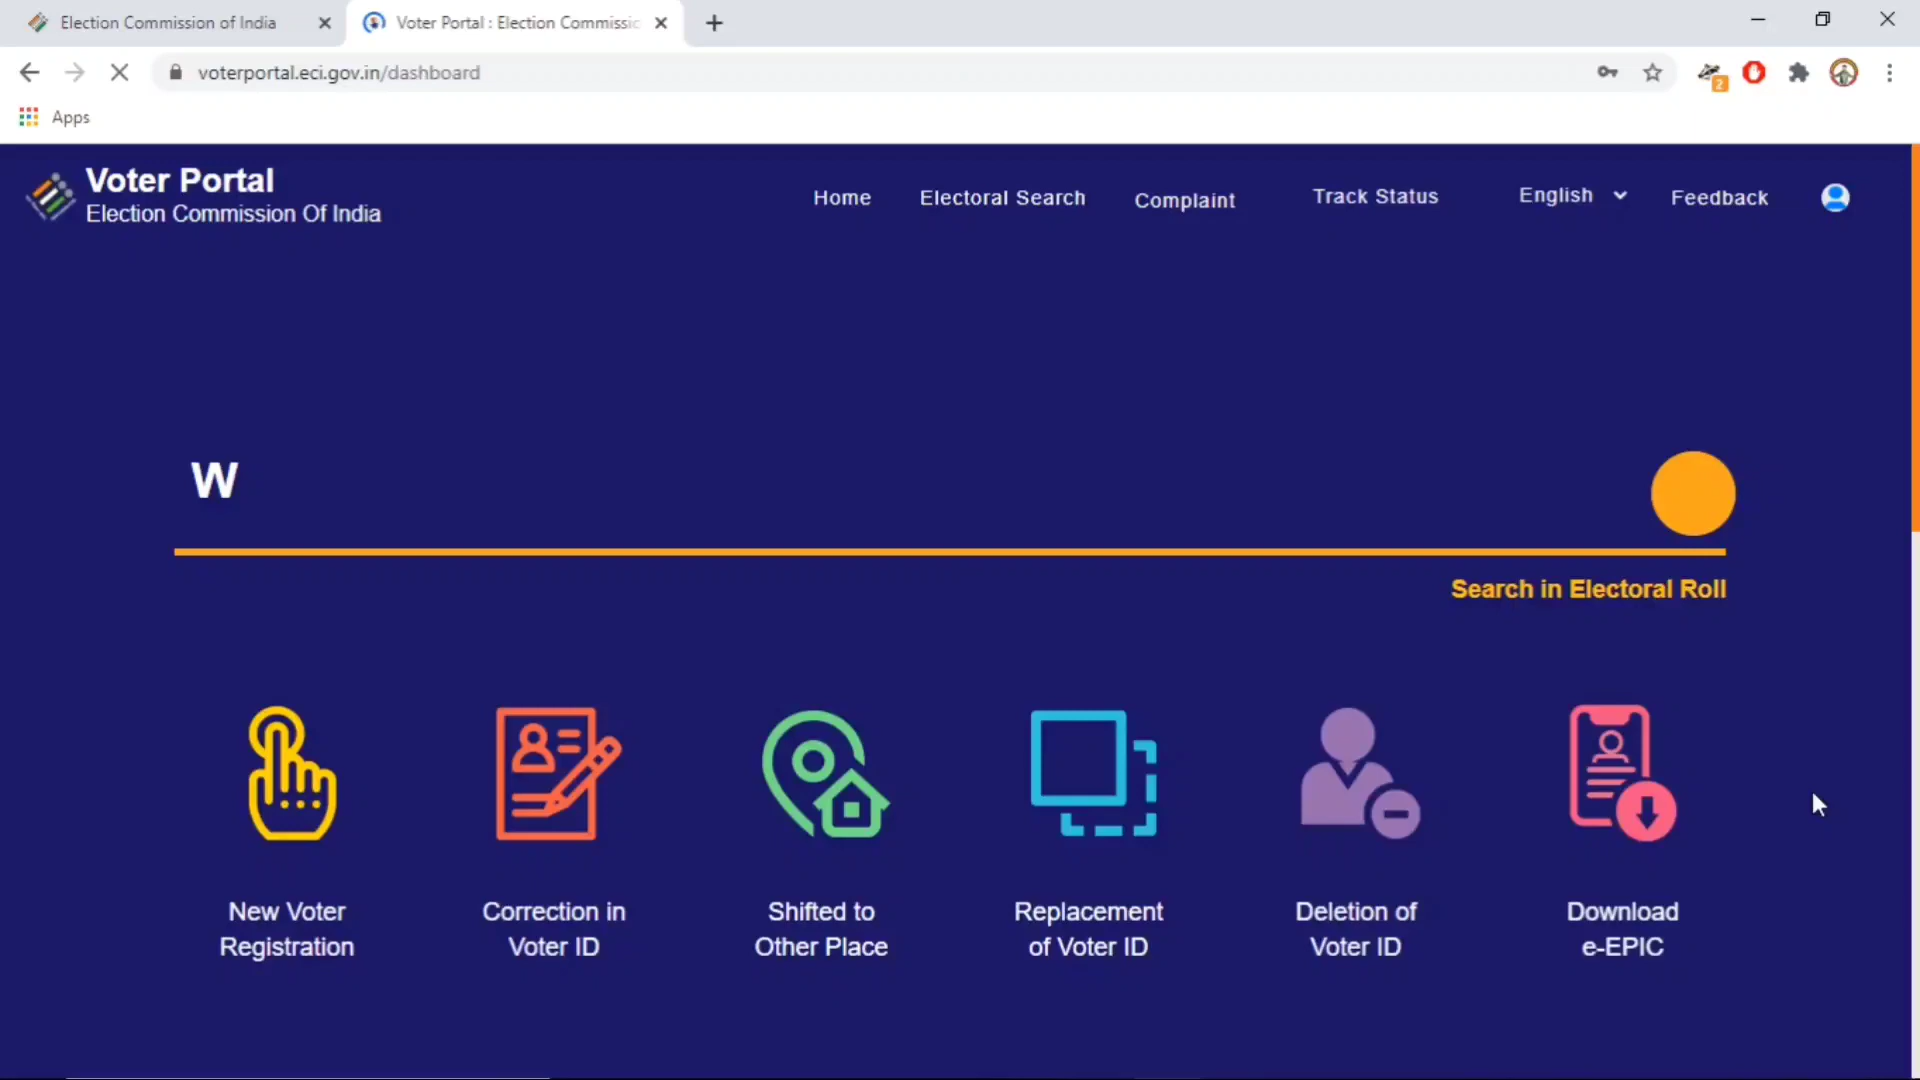 Election Commission of India
Voter Portal : Election Commissio
voterportal.eci.gov.in/dashboard
2
Apps
Voter Portal
Election Commission Of India
Home
Electoral Search
Complaint
Track Status
English
Feedback
W
Search in Electoral Roll
New Voter
Registration
Correction in
Voter ID
Shifted to
Other Place
Replacement
of Voter ID
Deletion of
Voter ID
Download
e-EPIC